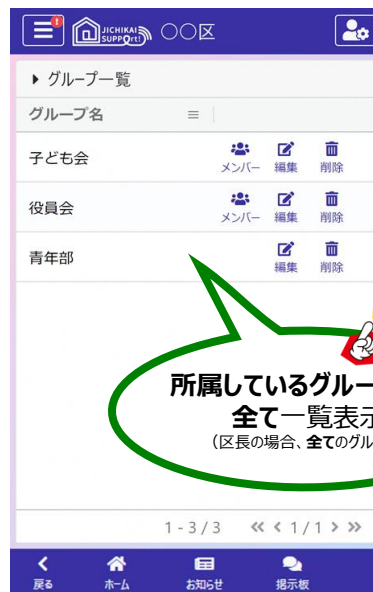 JICHIKAI
SUPPORt!
〇〇区
グループ一覧
グループ名
子ども会
メンバー 編集 削除
役員会
メンバー 編集 削除
青年部
編集 削除
所属しているグルー
全て一覧表示
(区長の場合、全てのグル
1 - 3 / 3 « < 1 / 1 > »
戻る ホーム お知らせ 掲示板